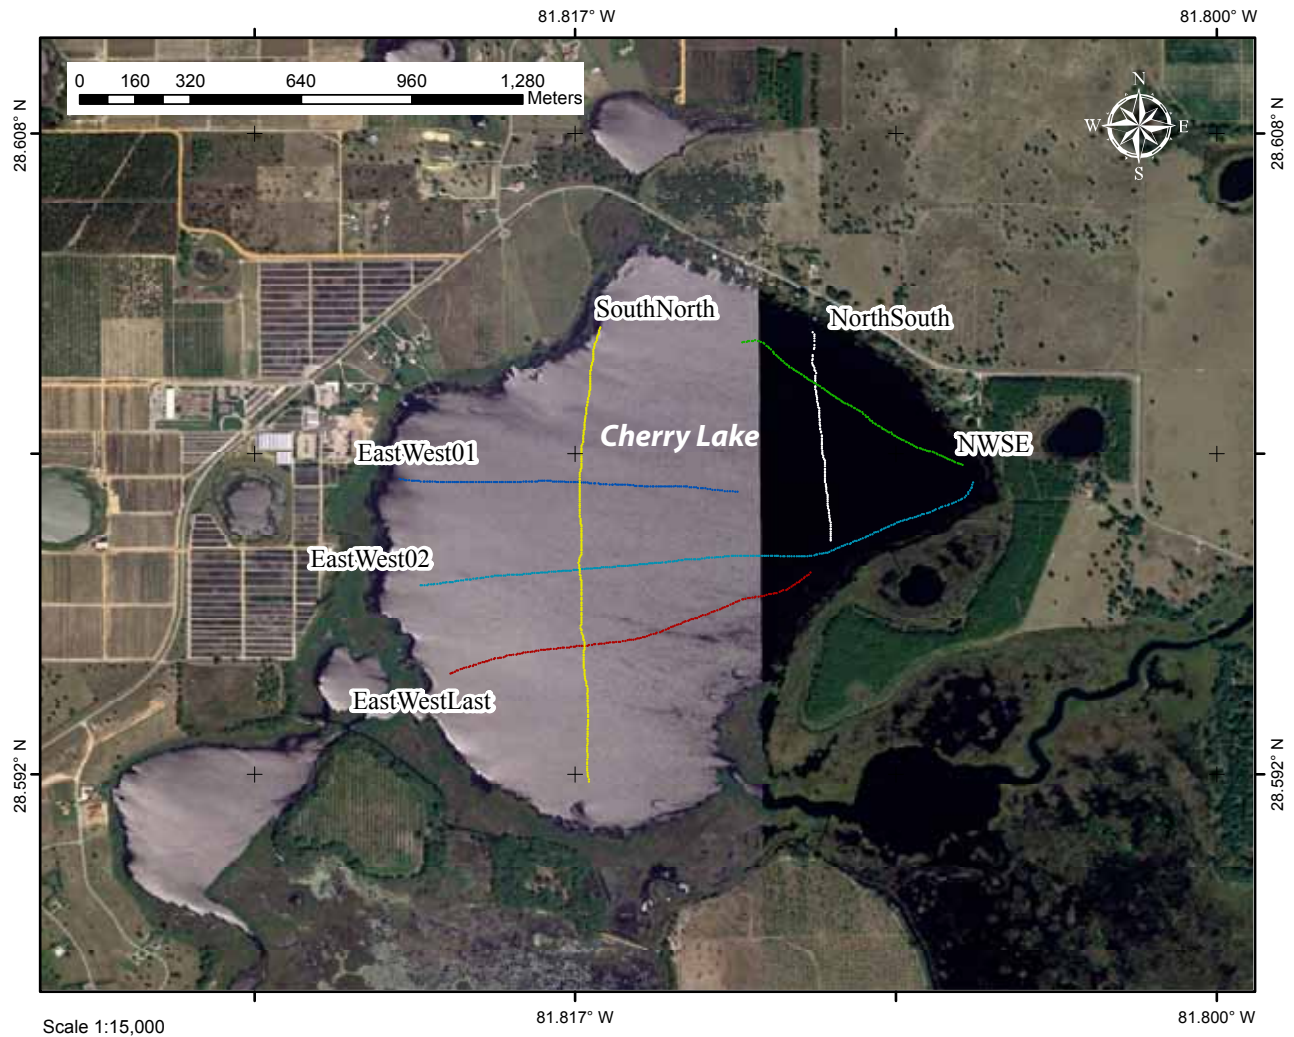 81.817° W
81.800° W
0 160 320 640 960 1,280
Meters
N
W E
S
28.608° N
28.608° N
SouthNorth
NorthSouth
Cherry Lake
NWSE
EastWest01
EastWest02
EastWestLast
28.592° N
28.592° N
81.817° W
81.800° W
Scale 1:15,000